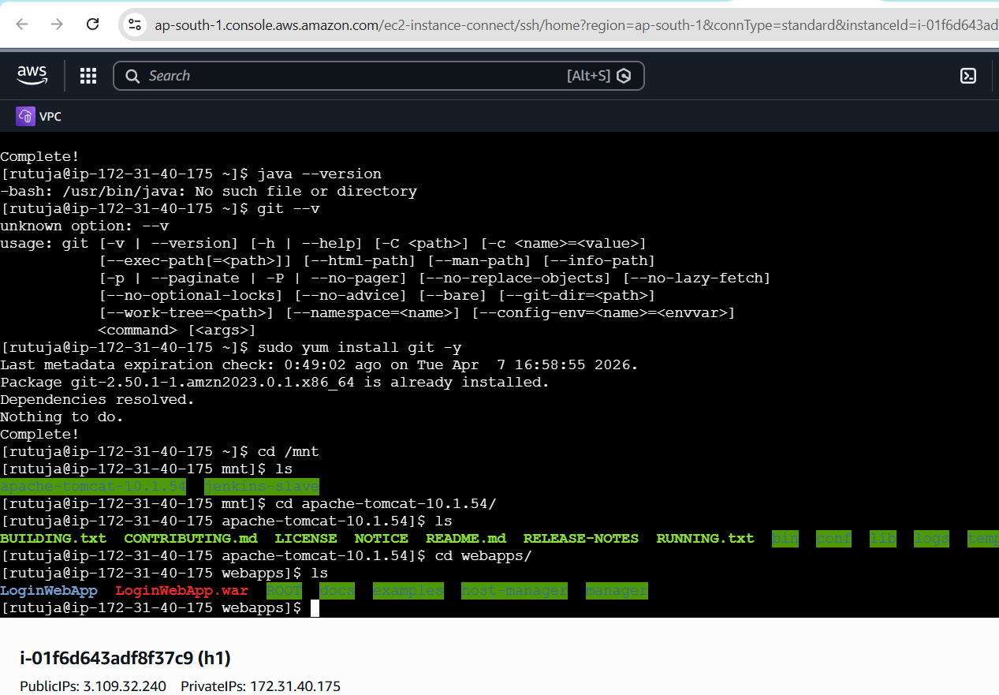 ap-south-1.console.aws.amazon.com/ec2-instance-connect/ssh/home?region=ap-south-1&connType=standard&instanceId=i-01f6d643ad
aws
Search [Alt+S]
VPC
Complete!
[rutuja@ip-172-31-40-175 ~]$ java --version
-bash: /usr/bin/java: No such file or directory
[rutuja@ip-172-31-40-175 ~]$ git --v
unknown option: --v
usage: git [-v | --version] [-h | --help] [-C <path>] [-c <name>=<value>]
           [--exec-path[=<path>]] [--html-path] [--man-path] [--info-path]
           [-p | --paginate | -P | --no-pager] [--no-replace-objects] [--no-lazy-fetch]
           [--no-optional-locks] [--no-advice] [--bare] [--git-dir=<path>]
           [--work-tree=<path>] [--namespace=<name>] [--config-env=<name>=<envvar>]
           <command> [<args>]
[rutuja@ip-172-31-40-175 ~]$ sudo yum install git -y
Last metadata expiration check: 0:49:02 ago on Tue Apr  7 16:58:55 2026.
Package git-2.50.1-1.amzn2023.0.1.x86_64 is already installed.
Dependencies resolved.
Nothing to do.
Complete!
[rutuja@ip-172-31-40-175 ~]$ cd /mnt
[rutuja@ip-172-31-40-175 mnt]$ ls
apache-tomcat-10.1.54  jenkins-slave
[rutuja@ip-172-31-40-175 mnt]$ cd apache-tomcat-10.1.54/
[rutuja@ip-172-31-40-175 apache-tomcat-10.1.54]$ ls
BUILDING.txt  CONTRIBUTING.md  LICENSE  NOTICE  README.md  RELEASE-NOTES  RUNNING.txt  bin  conf  lib  logs  temp
[rutuja@ip-172-31-40-175 apache-tomcat-10.1.54]$ cd webapps/
[rutuja@ip-172-31-40-175 webapps]$ ls
LoginWebApp  LoginWebApp.war  ROOT  docs  examples  host-manager  manager
[rutuja@ip-172-31-40-175 webapps]$
i-01f6d643adf8f37c9 (h1)
PublicIPs: 3.109.32.240 PrivateIPs: 172.31.40.175